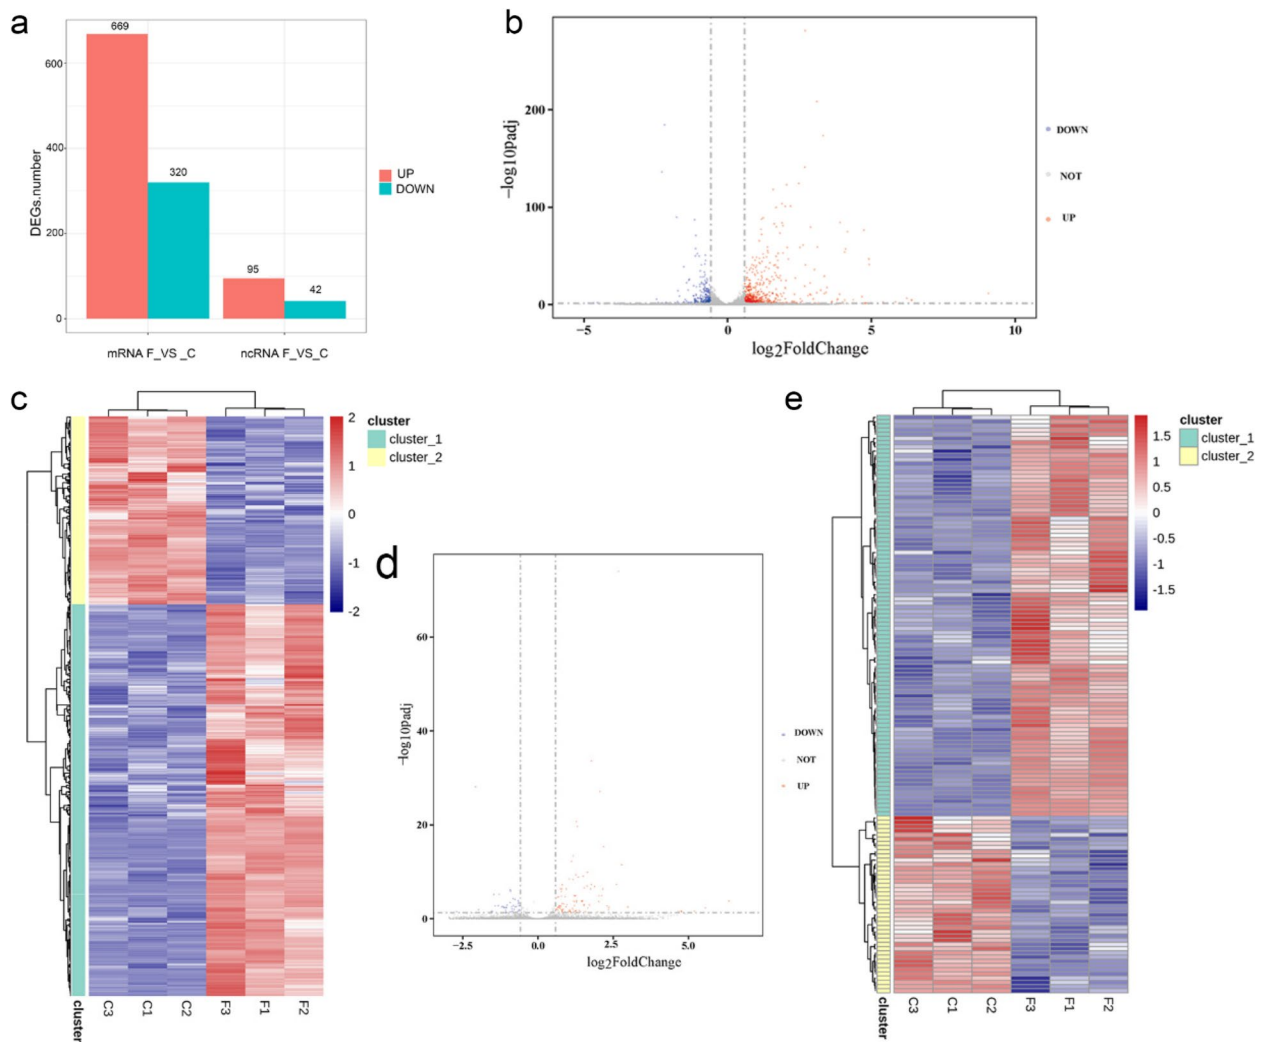 a
669
600
400
320
200
95
42
0
DEGs.number
mRNA F_VS _C
ncRNA F_VS_C
UP
DOWN
b
200
100
0
−log10padj
−5
0
5
10
log2FoldChange
DOWN
NOT
UP
c
2
1
0
-1
-2
cluster
cluster_1
cluster_2
cluster
C3
C1
C2
F3
F1
F2
d
60
40
20
0
−log10padj
−2.5
0.0
2.5
5.0
log2FoldChange
DOWN
NOT
UP
e
1.5
1
0.5
0
-0.5
-1
-1.5
cluster
cluster_1
cluster_2
cluster
C3
C1
C2
F3
F1
F2